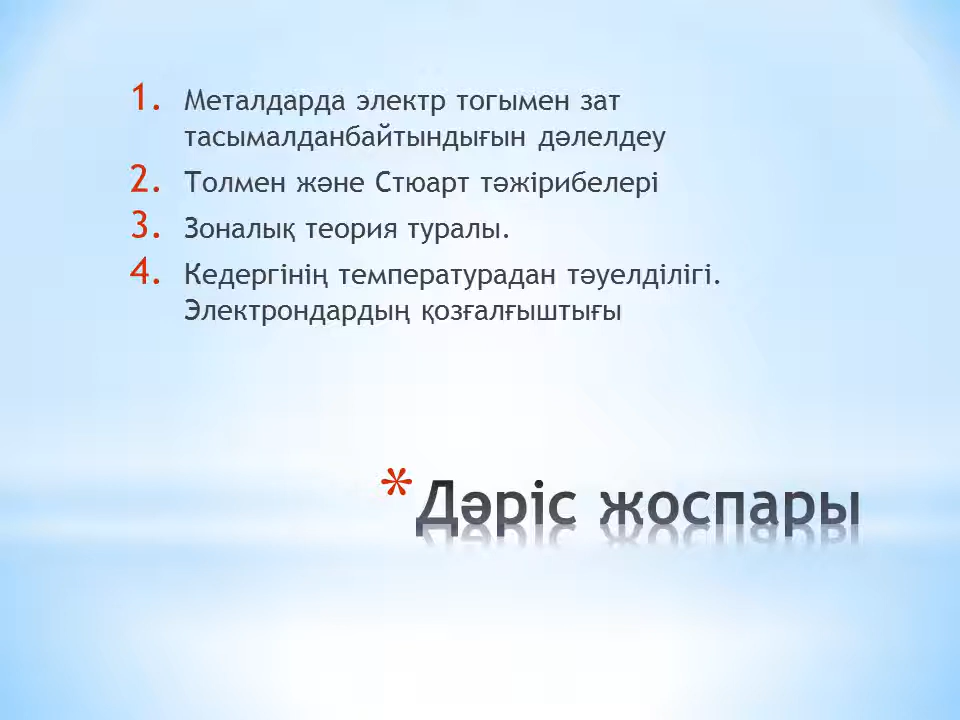 1. Металдарда электр тогымен зат
тасымалданбайтындығын дәлелдеу
2. Толмен және Стюарт тәжірибелері
3. Зоналық теория туралы.
4. Кедергінің температурадан тәуелділігі.
Электрондардың қозғалғыштығы
*Дәріс жоспары